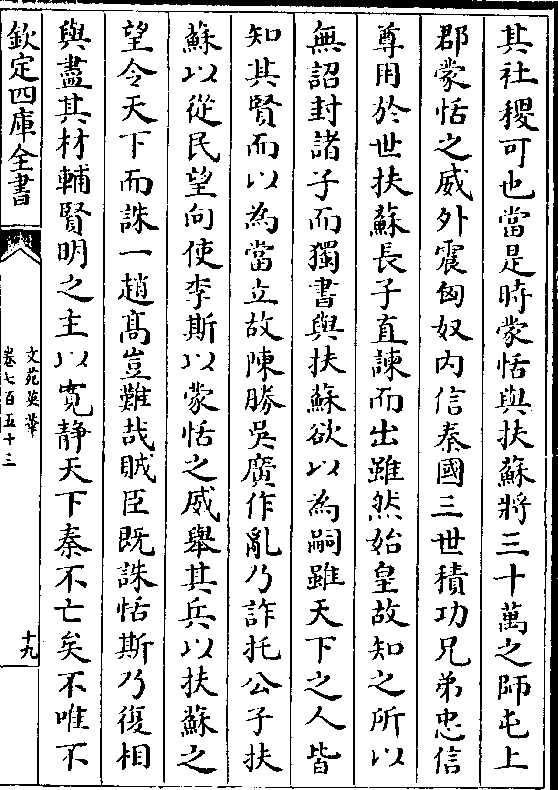 其社稷可也當是時蒙恬與扶蘇將三十萬之師屯上
郡蒙恬之威外震匈奴内信秦國三世積功兄弟忠信
尊用於世扶蘇長子直諫而出雖然始皇故知之所以
無詔封諸子而獨書與扶蘇欲以為嗣雖天下之人皆
知其賢而以為當立故陳勝吳廣作亂乃詐托公子扶
蘇以從民望向使李斯以蒙恬之威舉其兵以扶蘇之
望令天下而誅一趙髙豈難哉賊臣既誅恬斯乃復相
與盡其材輔賢明之主以寛静天下秦不亡矣不唯不
欽定四庫全書
文苑英華
卷七百五十三
十九